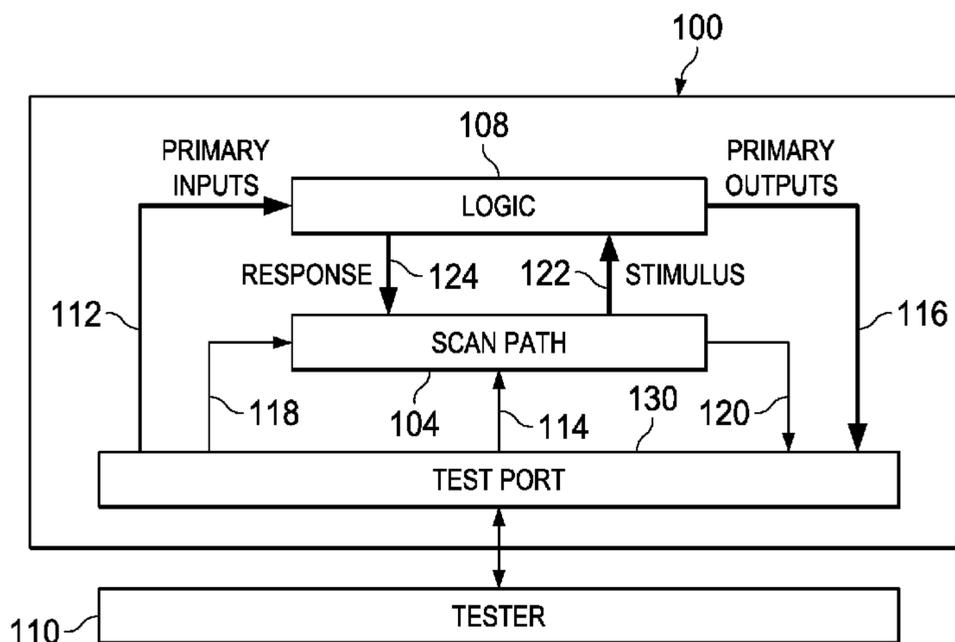 100
108
PRIMARY
INPUTS
PRIMARY
OUTPUTS
LOGIC
RESPONSE
124
122
STIMULUS
112
116
SCAN PATH
118
104
114
130
120
TEST PORT
TESTER
110